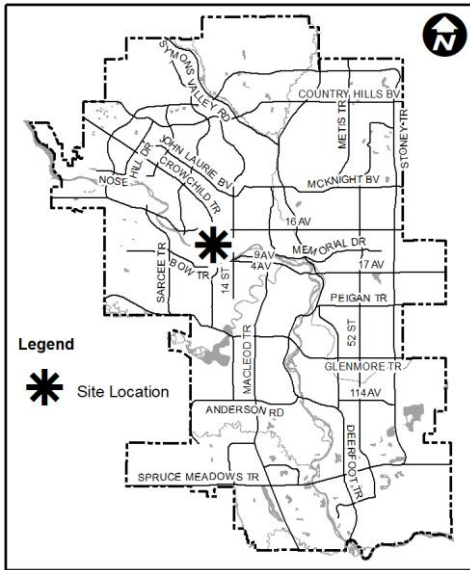 N
SYMONS VALLEY RD
COUNTRY HILLS BV
METIS TR
STONEY TR
JOHN LAURIE BV
NOSE HILL DR
CROWCHILD TR
MCKNIGHT BV
16 AV
MEMORIAL DR
9AV
4AV
17 AV
BOW TR
SARCEE TR
14 ST
PEIGAN TR
52 ST
MACLEOD TR
Legend
Site Location
GLENMORE TR
114 AV
ANDERSON RD
DEERFOOT TR
SPRUCE MEADOWS TR